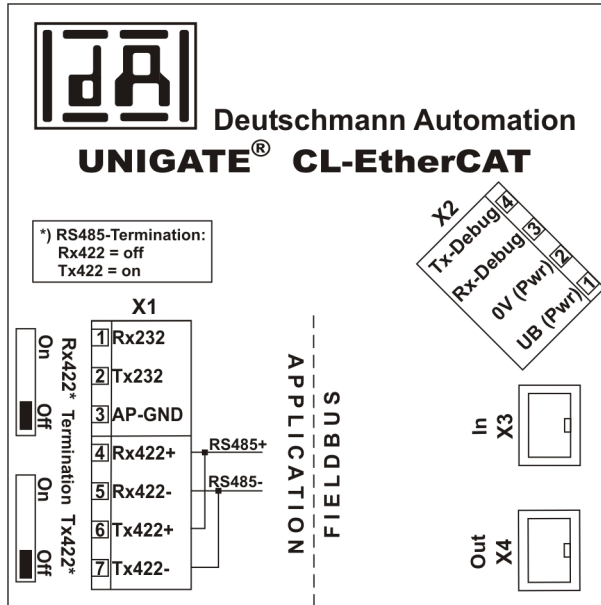 dA
Deutschmann Automation
UNIGATE® CL-EtherCAT
*) RS485-Termination:
Rx422 = off
Tx422 = on
X1
1 Rx232
2 Tx232
3 AP-GND
4 Rx422+
5 Rx422-
6 Tx422+
7 Tx422-
RS485+
RS485-
Rx422* Termination Tx422*
On
Off
On
Off
APPLICATION
FIELDBUS
X2
Tx-Debug 4
Rx-Debug 3
0V (Pwr) 2
UB (Pwr) 1
In
X3
Out
X4